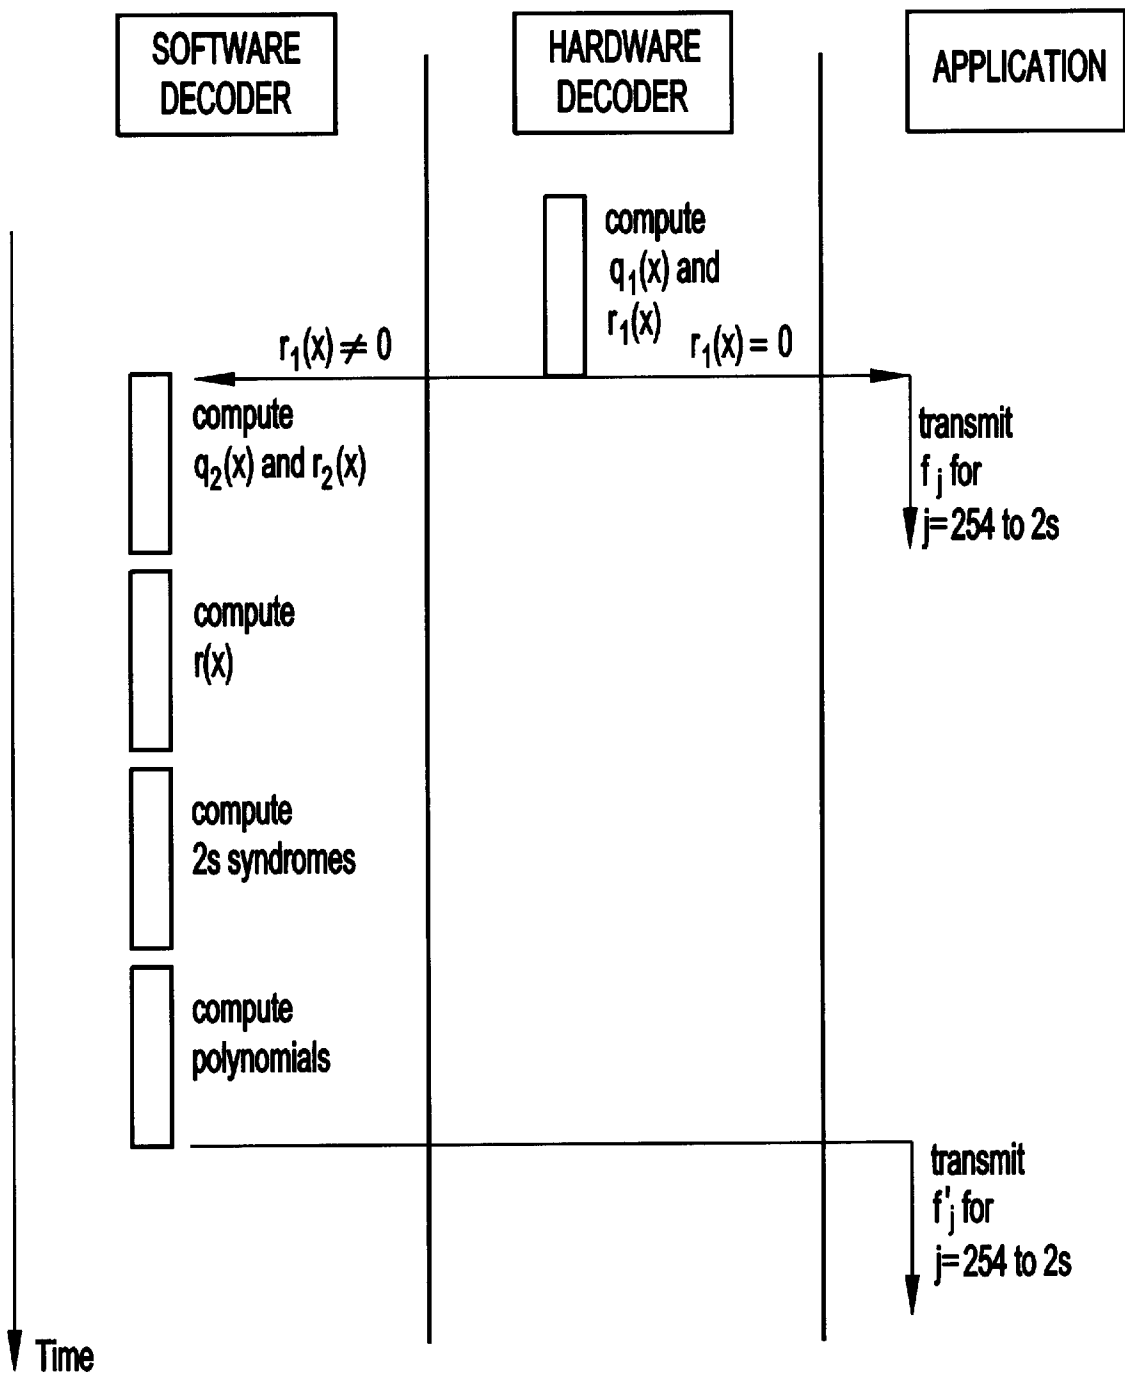 SOFTWARE
DECODER
HARDWARE
DECODER
APPLICATION
compute
q₁(x) and
r₁(x)
r₁(x) ≠ 0
r₁(x) = 0
compute
q₂(x) and r₂(x)
transmit
f j for
j=254 to 2s
compute
r(x)
compute
2s syndromes
compute
polynomials
transmit
f'j for
j=254 to 2s
Time